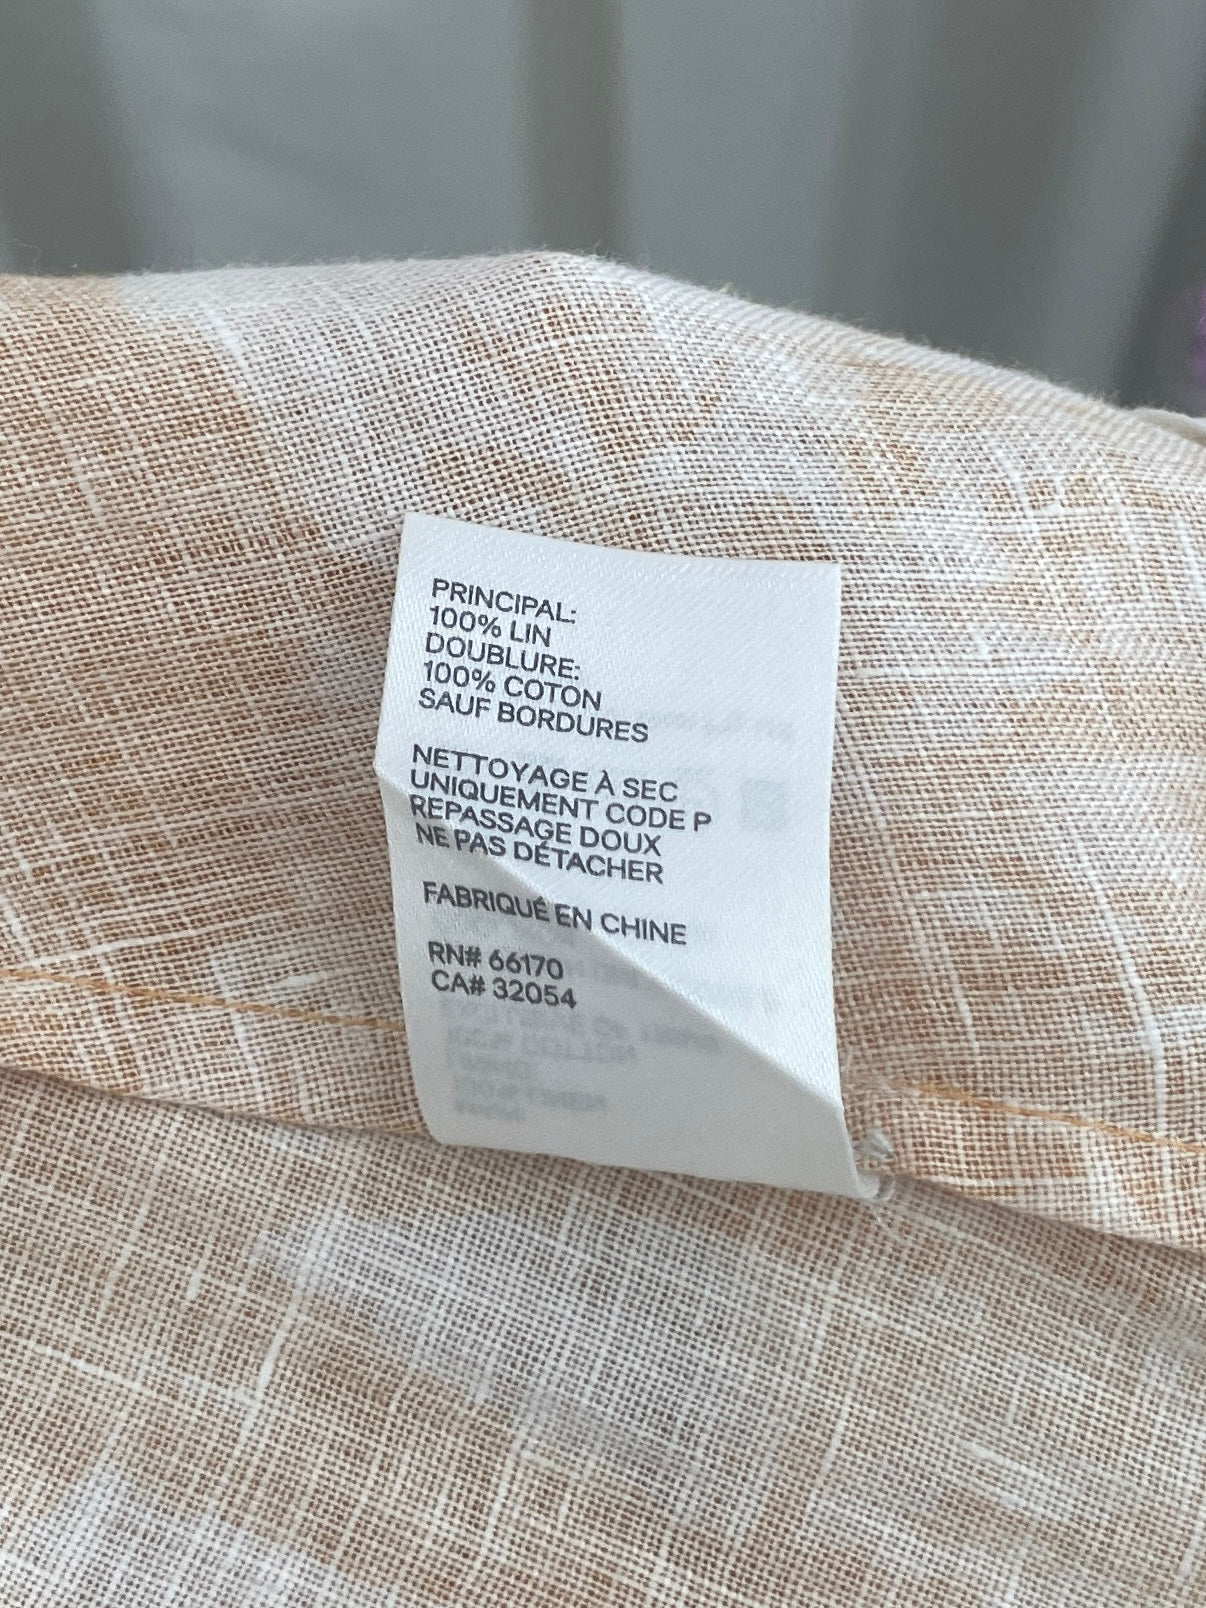 PRINCIPAL:
100% LIN
DOUBLURE:
100% COTON
SAUF BORDURES
NETTOYAGE À SEC
UNIQUEMENT CODE P
REPASSAGE DOUX
NE PAS DÉTACHER
FABRIQUÉ EN CHINE
RN# 66170
CA# 32054